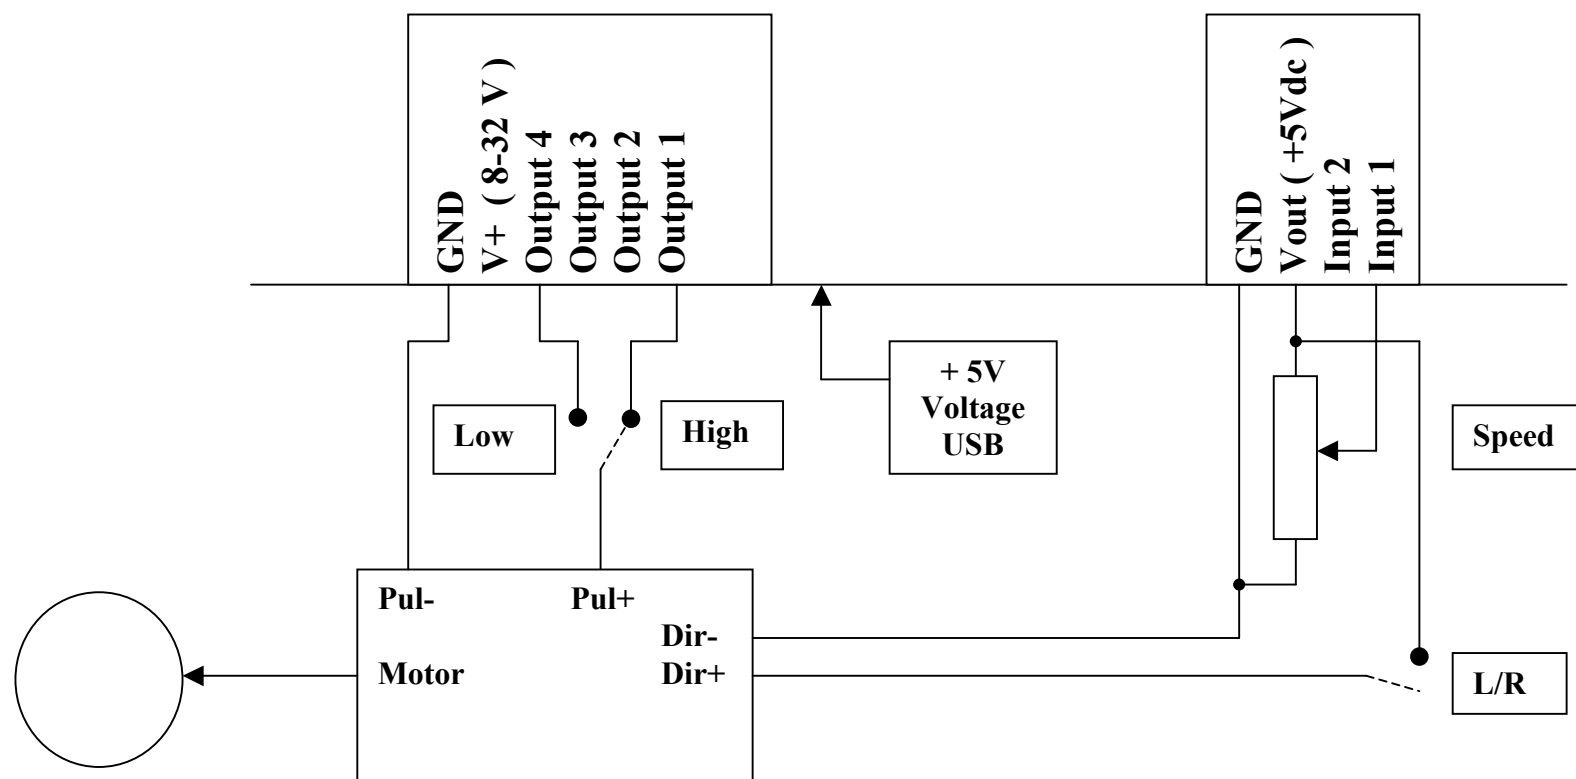 GND
V+ ( 8-32 V )
Output 4
Output 3
Output 2
Output 1
GND
Vout ( +5Vdc )
Input 2
Input 1
Low
High
+ 5V
Voltage
USB
Speed
Pul-
Pul+
Dir-
Motor
Dir+
L/R